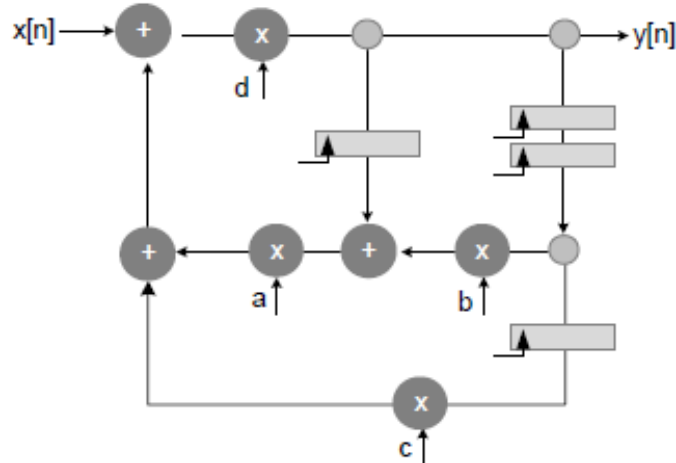 x[n] + x y[n]
d
+ x + x
a b
x
c